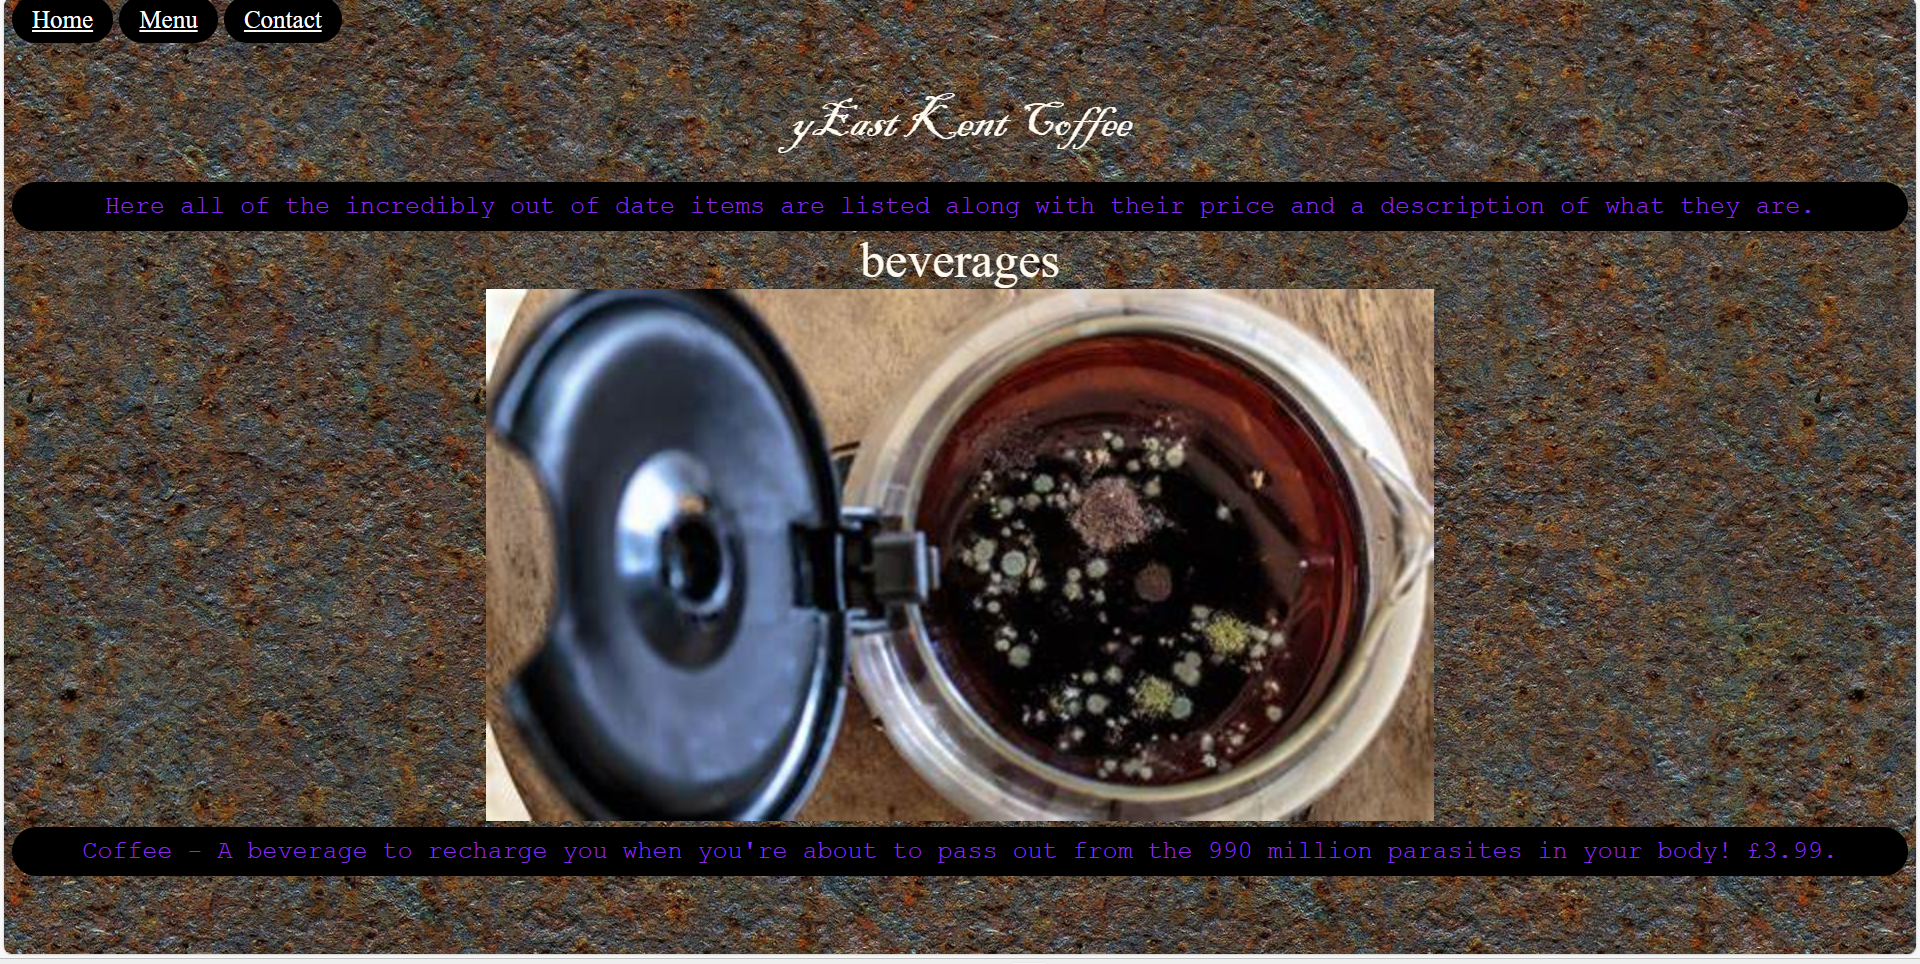 Home Menu Contact
yEast Kent Coffee
Here all of the incredibly out of date items are listed along with their price and a description of what they are.
beverages
Coffee - A beverage to recharge you when you're about to pass out from the 990 million parasites in your body! £3.99.